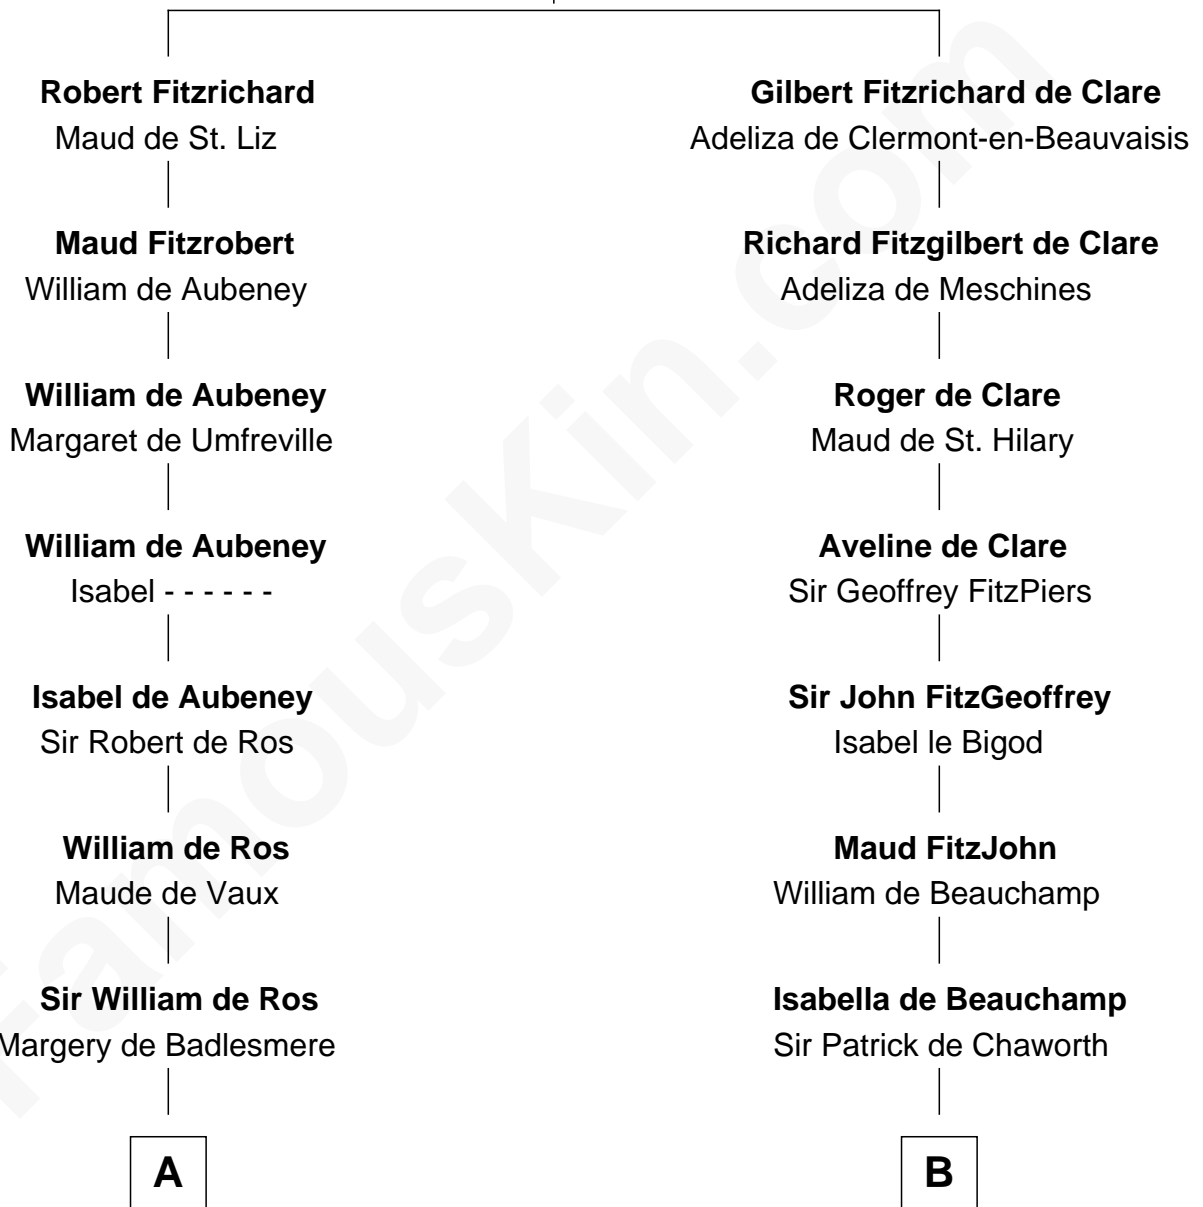 Robert Fitzrichard
Maud de St. Liz
Maud Fitzrobert
William de Aubeney
William de Aubeney
Margaret de Umfreville
William de Aubeney
Isabel - - - - - -
Isabel de Aubeney
Sir Robert de Ros
William de Ros
Maude de Vaux
Sir William de Ros
Margery de Badlesmere
A
Gilbert Fitzrichard de Clare
Adeliza de Clermont-en-Beauvaisis
Richard Fitzgilbert de Clare
Adeliza de Meschines
Roger de Clare
Maud de St. Hilary
Aveline de Clare
Sir Geoffrey FitzPiers
Sir John FitzGeoffrey
Isabel le Bigod
Maud FitzJohn
William de Beauchamp
Isabella de Beauchamp
Sir Patrick de Chaworth
B
FamousKin.com